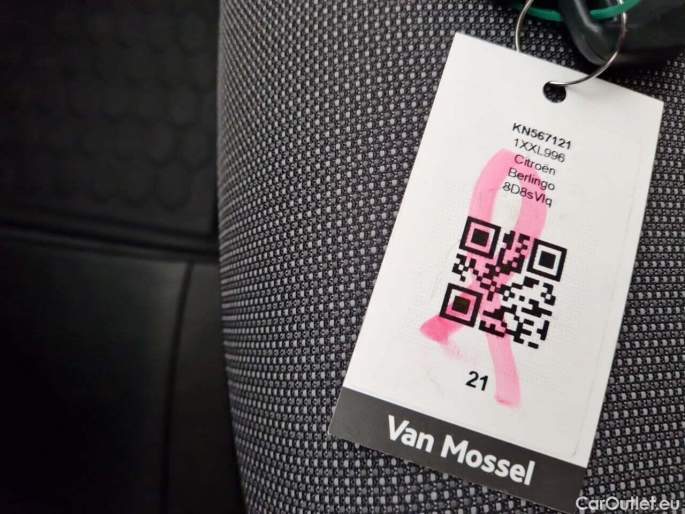 KN567121
1XXL996
Citroën
Berlingo
8D8sVlq
21
Van Mossel
CarOutlet.eu